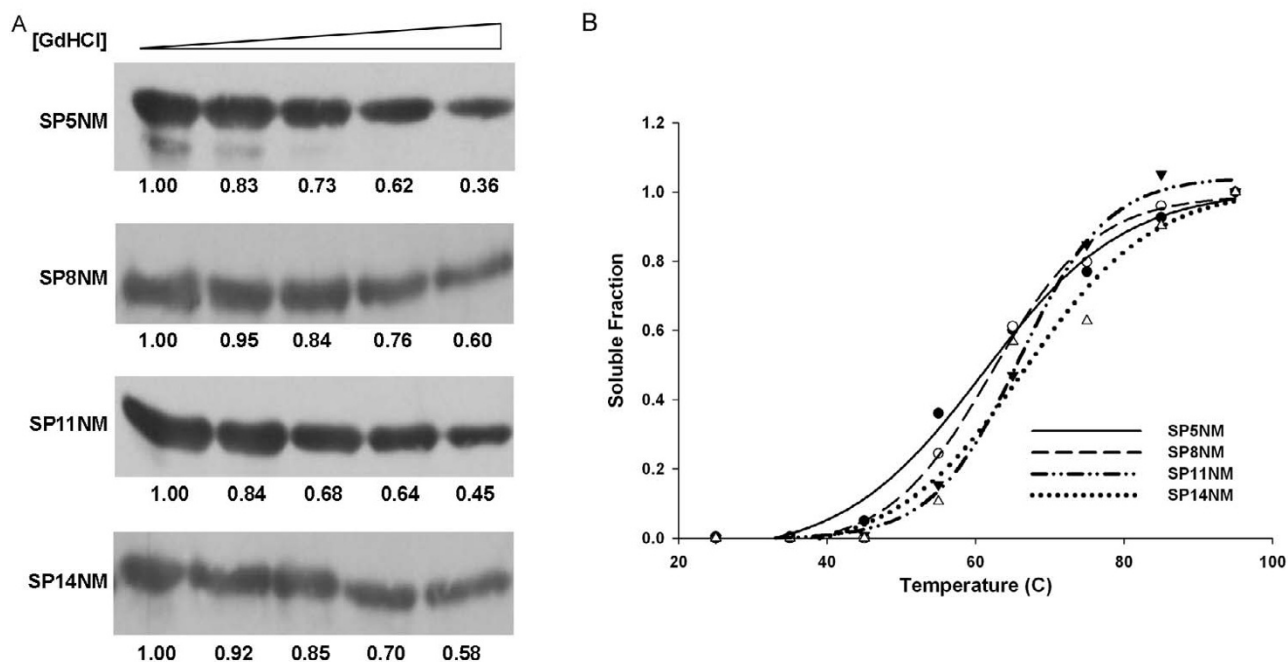 A
[GdHCl]
SP5NM
1.00 0.83 0.73 0.62 0.36
SP8NM
1.00 0.95 0.84 0.76 0.60
SP11NM
1.00 0.84 0.68 0.64 0.45
SP14NM
1.00 0.92 0.85 0.70 0.58
B
1.2
1.0
0.8
0.6
0.4
0.2
0.0
Soluble Fraction
20 40 60 80 100
Temperature (C)
SP5NM
SP8NM
SP11NM
SP14NM